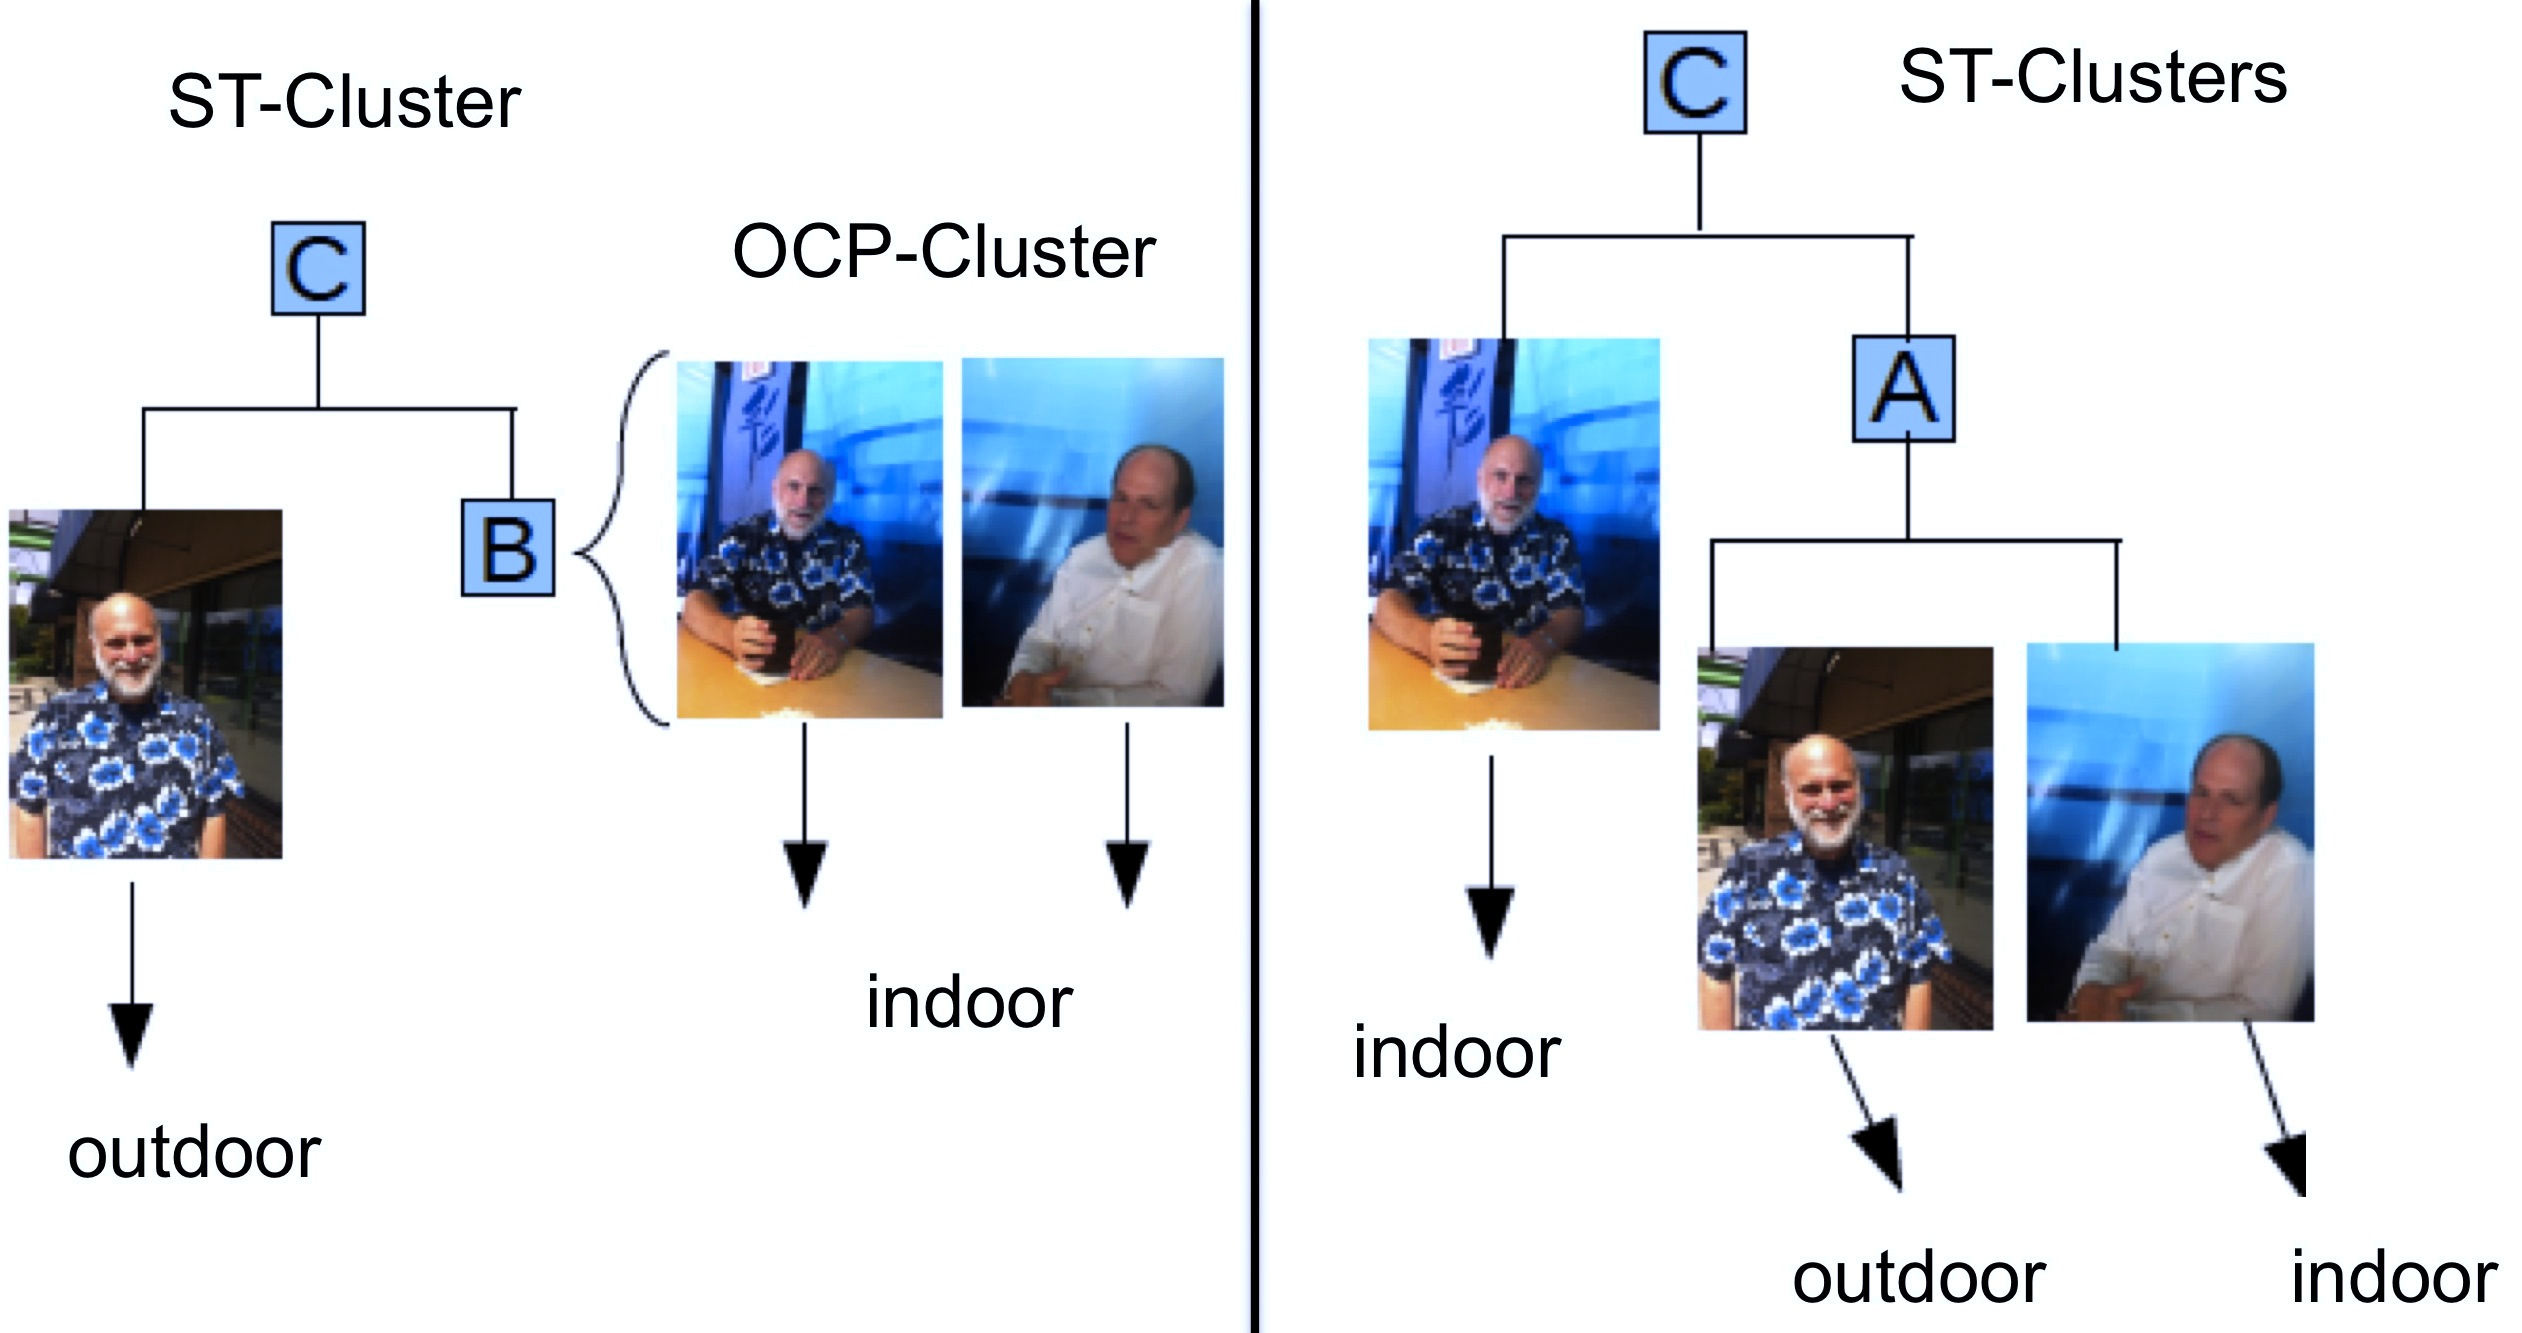 ST-Cluster
C
OCP-Cluster
B
indoor
outdoor
C
ST-Clusters
A
indoor
outdoor
indoor